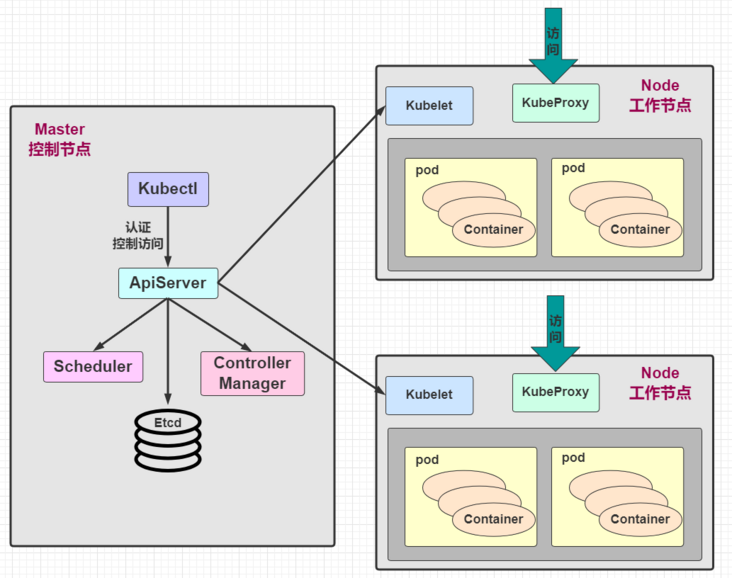 Master
控制节点
Kubectl
认证
控制访问
ApiServer
Scheduler
Controller
Manager
Etcd
访
问
Node
工作节点
Kubelet
KubeProxy
pod
Container
pod
Container
访
问
Node
工作节点
Kubelet
KubeProxy
pod
Container
pod
Container